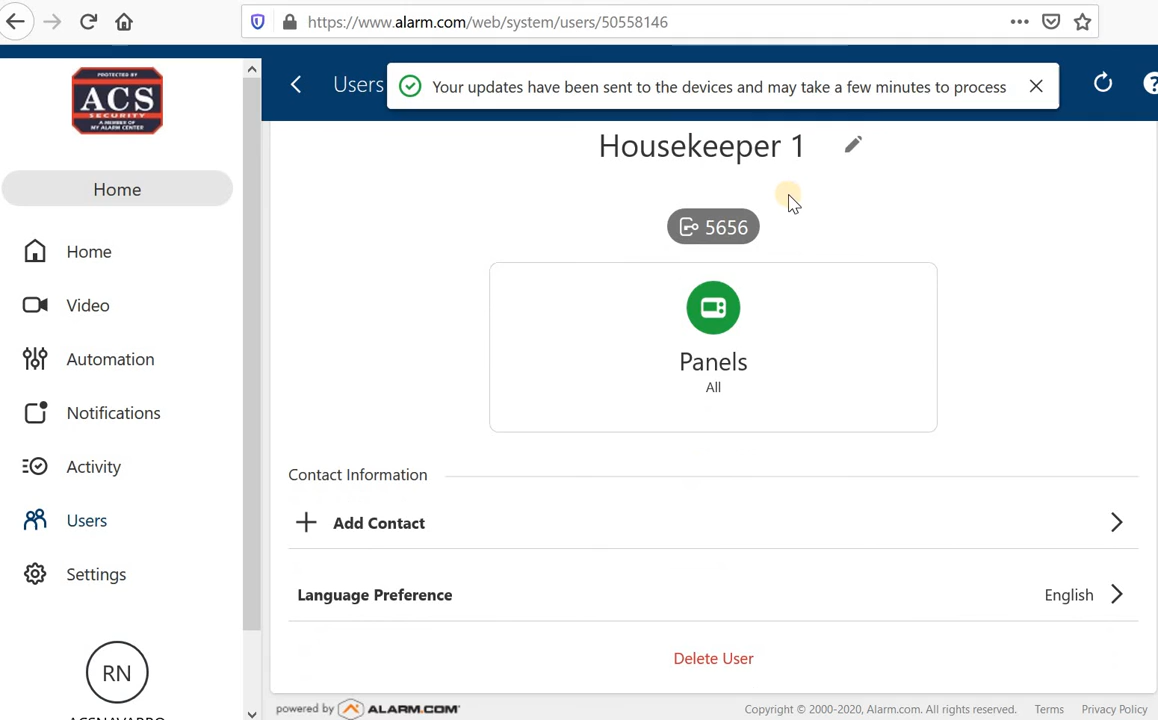 https://www.alarm.com/web/system/users/50558146
PROTECTED BY
ACS
SECURITY
A MEMBER OF
MY ALARM CENTER
Users
Your updates have been sent to the devices and may take a few minutes to process
?
Home
Housekeeper 1
5656
Home
Video
Automation
Notifications
Activity
Users
Settings
Panels
All
Contact Information
Add Contact
Language Preference
English
Delete User
RN
ACSNAVARRO
powered by ALARM.COM®
Copyright © 2000-2020, Alarm.com. All rights reserved.
Terms
Privacy Policy